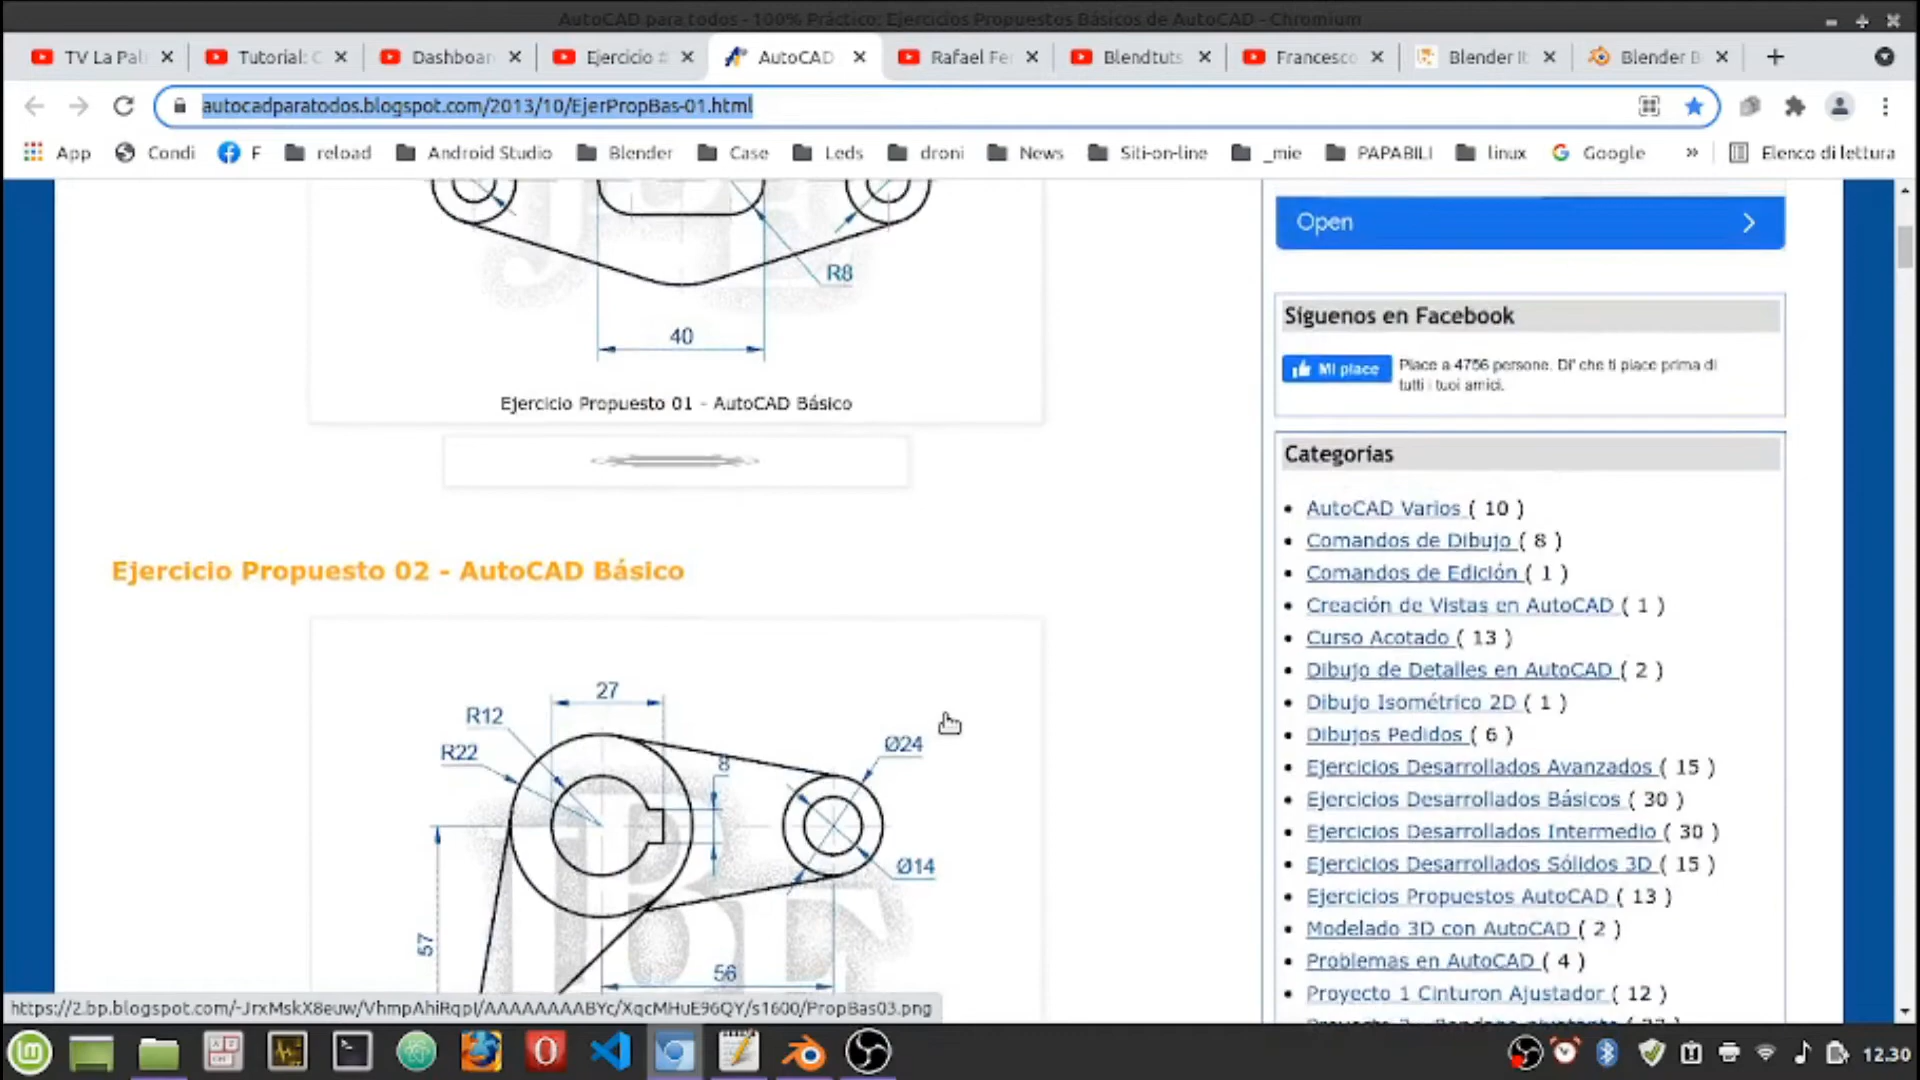 AutoCAD para todos - 100% Práctico: Ejercicios Propuestos Básicos de AutoCAD - Chromium
TV La Pal
Tutorial: C
Dashboar
Ejercicio #
AutoCAD
Rafael Fer
Blendtuts
Francesco
Blender It
Blender B
autocadparatodos.blogspot.com/2013/10/EjerPropBas-01.html
App
Condi
F
reload
Android Studio
Blender
Case
Leds
droni
News
Siti-on-line
_mie
PAPABILI
linux
Google
»
Elenco di lettura
R8
40
Ejercicio Propuesto 01 - AutoCAD Básico
Ejercicio Propuesto 02 - AutoCAD Básico
27
R12
R22
8
Ø24
Ø14
57
56
Open
Síguenos en Facebook
Mi piace
Piace a 4756 persone. Di' che ti piace prima di
tutti i tuoi amici.
Categorías
AutoCAD Varios ( 10 )
Comandos de Dibujo ( 8 )
Comandos de Edición ( 1 )
Creación de Vistas en AutoCAD ( 1 )
Curso Acotado ( 13 )
Dibujo de Detalles en AutoCAD ( 2 )
Dibujo Isométrico 2D ( 1 )
Dibujos Pedidos ( 6 )
Ejercicios Desarrollados Avanzados ( 15 )
Ejercicios Desarrollados Básicos ( 30 )
Ejercicios Desarrollados Intermedio ( 30 )
Ejercicios Desarrollados Sólidos 3D ( 15 )
Ejercicios Propuestos AutoCAD ( 13 )
Modelado 3D con AutoCAD ( 2 )
Problemas en AutoCAD ( 4 )
Proyecto 1 Cinturon Ajustador ( 12 )
https://2.bp.blogspot.com/-JrxMskX8euw/VhmpAhiRqpI/AAAAAAAABYc/XqcMHuE96QY/s1600/PropBas03.png
12.30